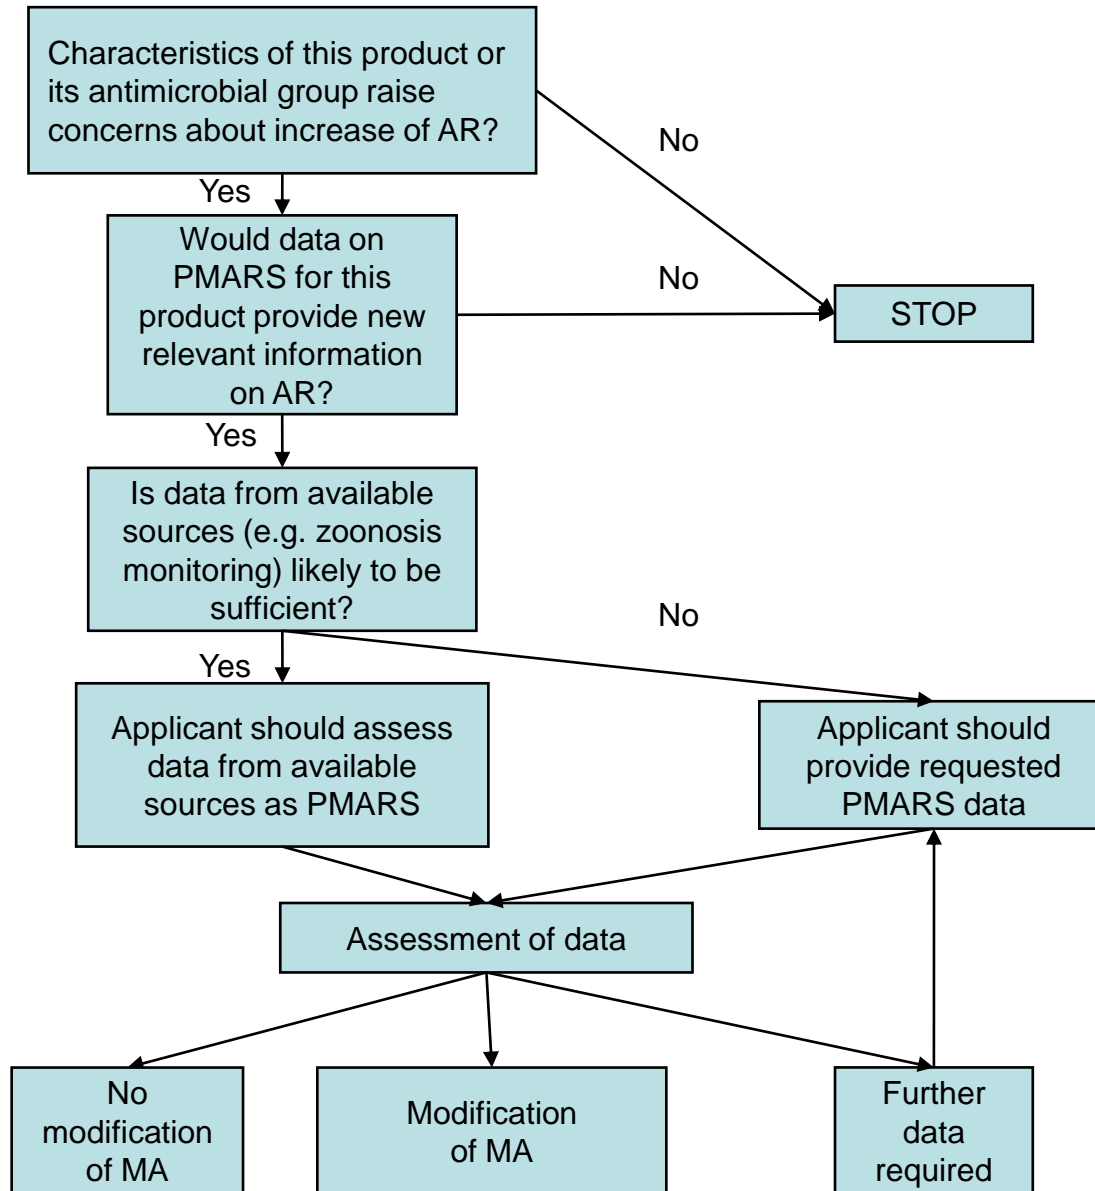 Characteristics of this product or
its antimicrobial group raise
concerns about increase of AR?
No
Yes
Would data on
PMARS for this
product provide new
relevant information
on AR?
No
STOP
Yes
Is data from available
sources (e.g. zoonosis
monitoring) likely to be
sufficient?
No
Yes
Applicant should assess
data from available
sources as PMARS
Applicant should
provide requested
PMARS data
Assessment of data
No
modification
of MA
Modification
of MA
Further
data
required